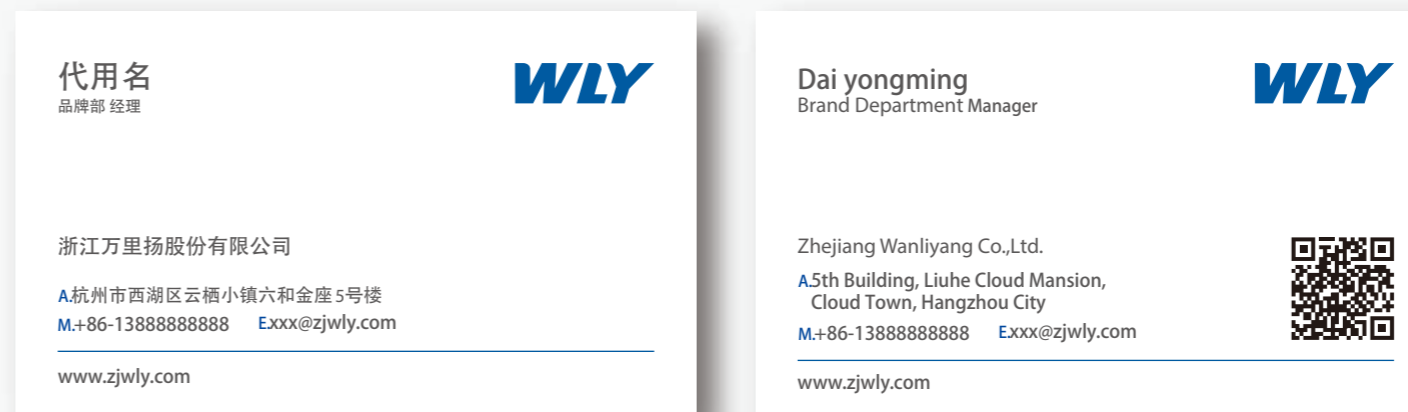 代用名
品牌部 经理
WLY
浙江万里扬股份有限公司
A.杭州市西湖区云栖小镇六和金座5号楼
M.+86-13888888888 E.xxx@zjwly.com
www.zjwly.com
Dai yongming
Brand Department Manager
WLY
Zhejiang Wanliyang Co.,Ltd.
A.5th Building, Liuhe Cloud Mansion,
Cloud Town, Hangzhou City
M.+86-13888888888 E.xxx@zjwly.com
www.zjwly.com